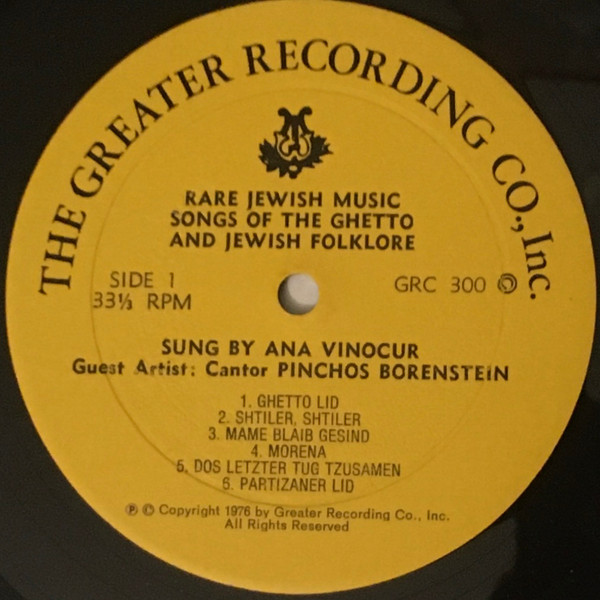 THE GREATER RECORDING CO., Inc.
RARE JEWISH MUSIC
SONGS OF THE GHETTO
AND JEWISH FOLKLORE
SIDE 1
33⅓ RPM
GRC 300
SUNG BY ANA VINOCUR
Guest Artist: Cantor PINCHOS BORENSTEIN
1. GHETTO LID
2. SHTILER, SHTILER
3. MAME BLAIB GESIND
4. MORENA
5. DOS LETZTER TUG TZUSAMEN
6. PARTIZANER LID
℗ © Copyright 1976 by Greater Recording Co., Inc.
All Rights Reserved